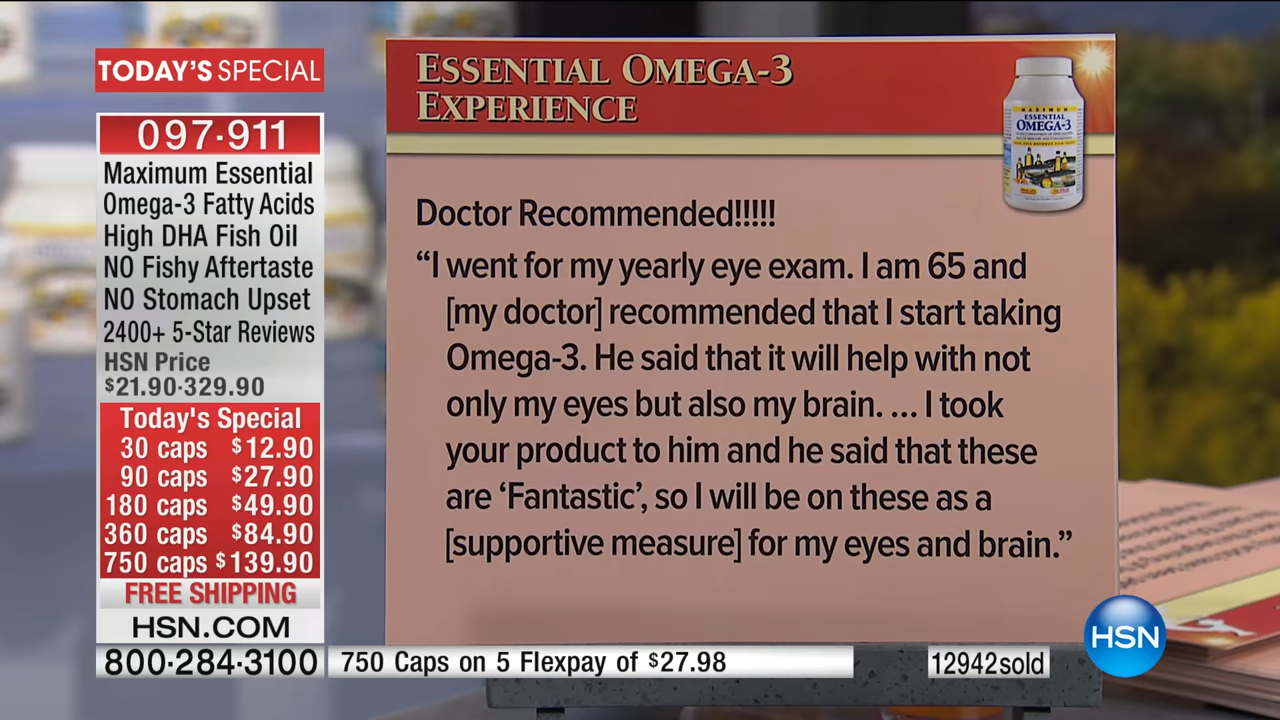 TODAY'S SPECIAL
097-911
Maximum Essential
Omega-3 Fatty Acids
High DHA Fish Oil
NO Fishy Aftertaste
NO Stomach Upset
2400+ 5-Star Reviews
HSN Price
$21.90-329.90
Today's Special
30 caps $12.90
90 caps $27.90
180 caps $49.90
360 caps $84.90
750 caps $139.90
FREE SHIPPING
HSN.COM
800-284-3100
ESSENTIAL OMEGA-3
EXPERIENCE
MAXIMUM
ESSENTIAL
OMEGA-3
Doctor Recommended!!!!!
“I went for my yearly eye exam. I am 65 and
[my doctor] recommended that I start taking
Omega-3. He said that it will help with not
only my eyes but also my brain. ... I took
your product to him and he said that these
are ‘Fantastic’, so I will be on these as a
[supportive measure] for my eyes and brain.”
HSN
750 Caps on 5 Flexpay of $27.98
12942sold